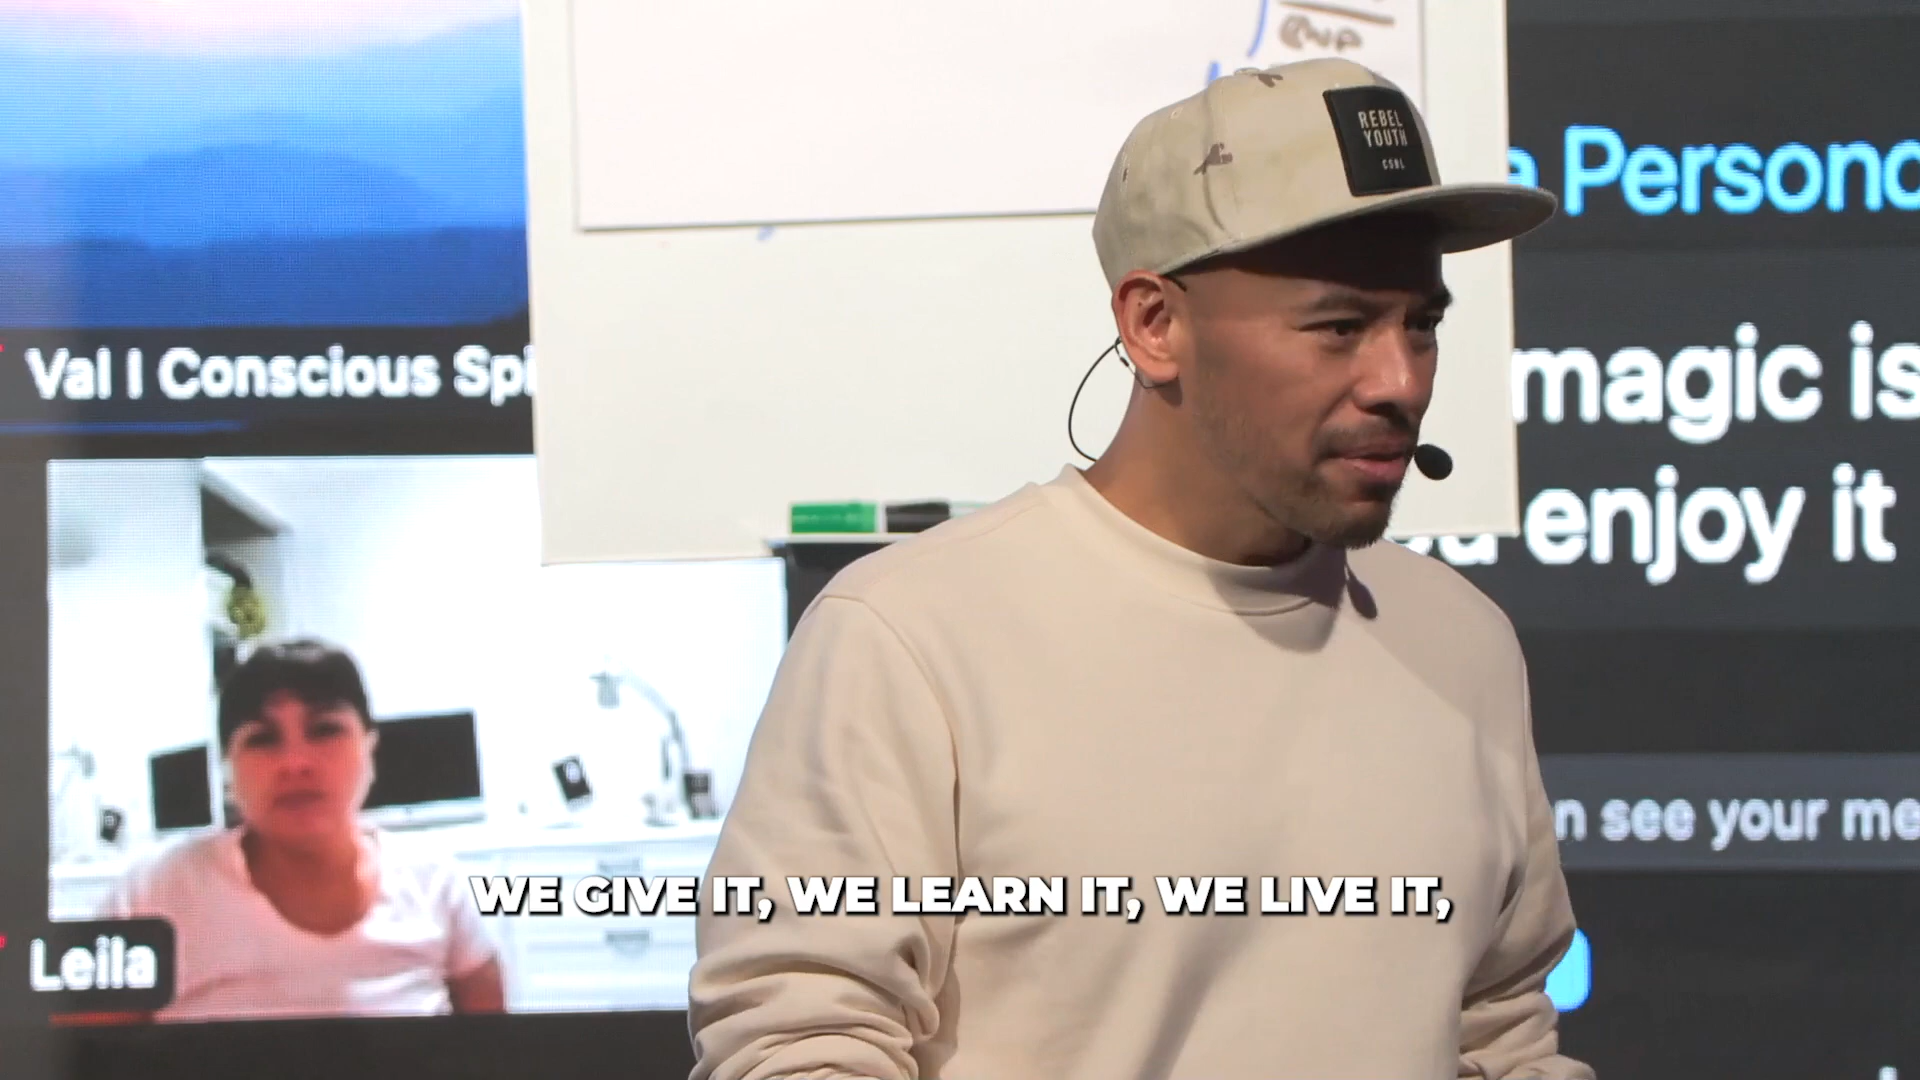 REBEL
YOUTH
CSBL
Persona
Val | Conscious Spi
magic is
enjoy it
n see your me
WE GIVE IT, WE LEARN IT, WE LIVE IT,
Leila